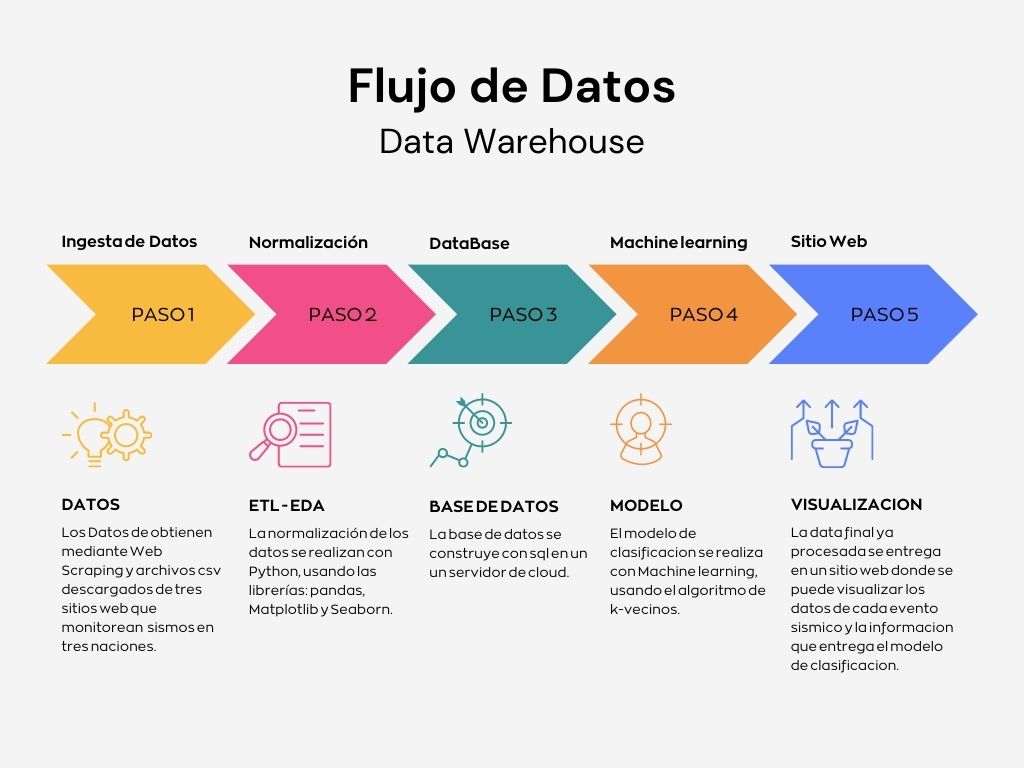 Flujo de Datos
Data Warehouse
Ingesta de Datos
Normalización
DataBase
Machine learning
Sitio Web
PASO 1
PASO 2
PASO 3
PASO 4
PASO 5
DATOS
Los Datos de obtienen
mediante Web
Scraping y archivos csv
descargados de tres
sitios web que
monitorean sismos en
tres naciones.
ETL - EDA
La normalización de los
datos se realizan con
Python, usando las
librerías: pandas,
Matplotlib y Seaborn.
BASE DE DATOS
La base de datos se
construye con sql en un
un servidor de cloud.
MODELO
El modelo de
clasificacion se realiza
con Machine learning,
usando el algoritmo de
k-vecinos.
VISUALIZACION
La data final ya
procesada se entrega
en un sitio web donde se
puede visualizar los
datos de cada evento
sismico y la informacion
que entrega el modelo
de clasificacion.